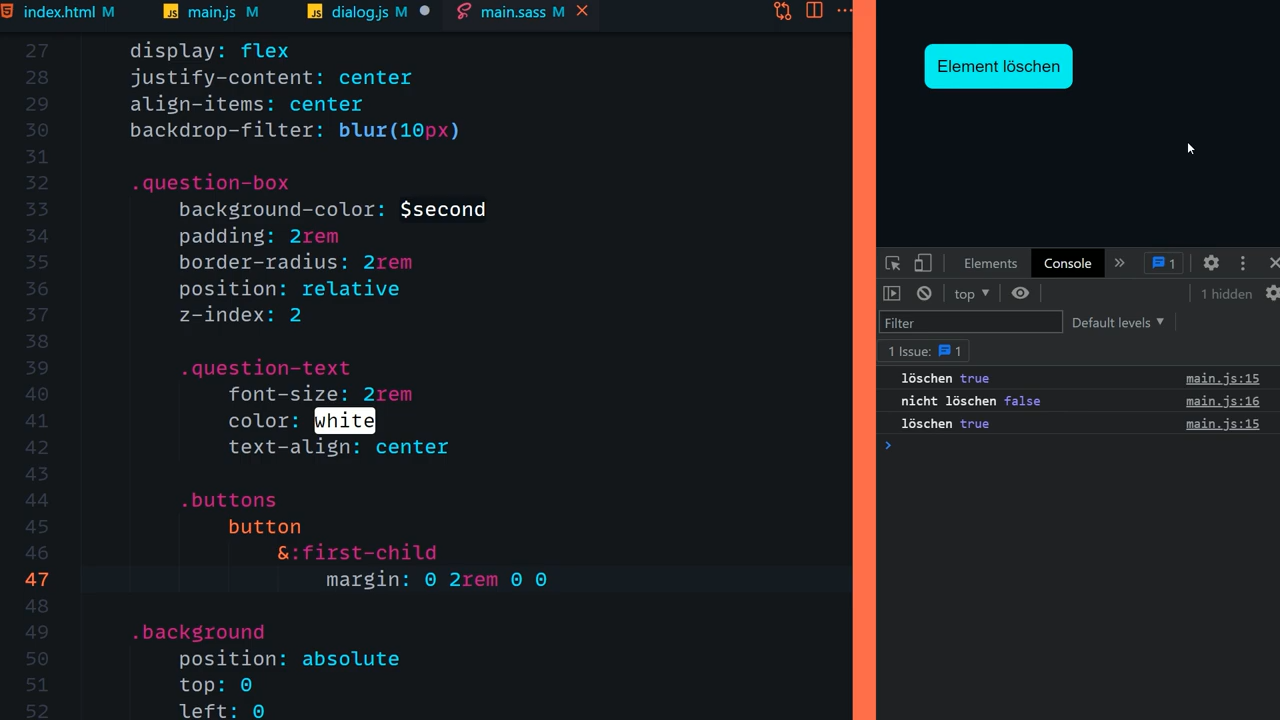 index.html M main.js M dialog.js M main.sass M
27 display: flex
28 justify-content: center
29 align-items: center
30 backdrop-filter: blur(10px)
31
32 .question-box
33 background-color: $second
34 padding: 2rem
35 border-radius: 2rem
36 position: relative
37 z-index: 2
38
39 .question-text
40 font-size: 2rem
41 color: white
42 text-align: center
43
44 .buttons
45 button
46 &:first-child
47 margin: 0 2rem 0 0
48
49 .background
50 position: absolute
51 top: 0
52 left: 0
Element löschen
Elements Console » 1
top 1 hidden
Filter Default levels
1 Issue: 1
löschen true main.js:15
nicht löschen false main.js:16
löschen true main.js:15
›